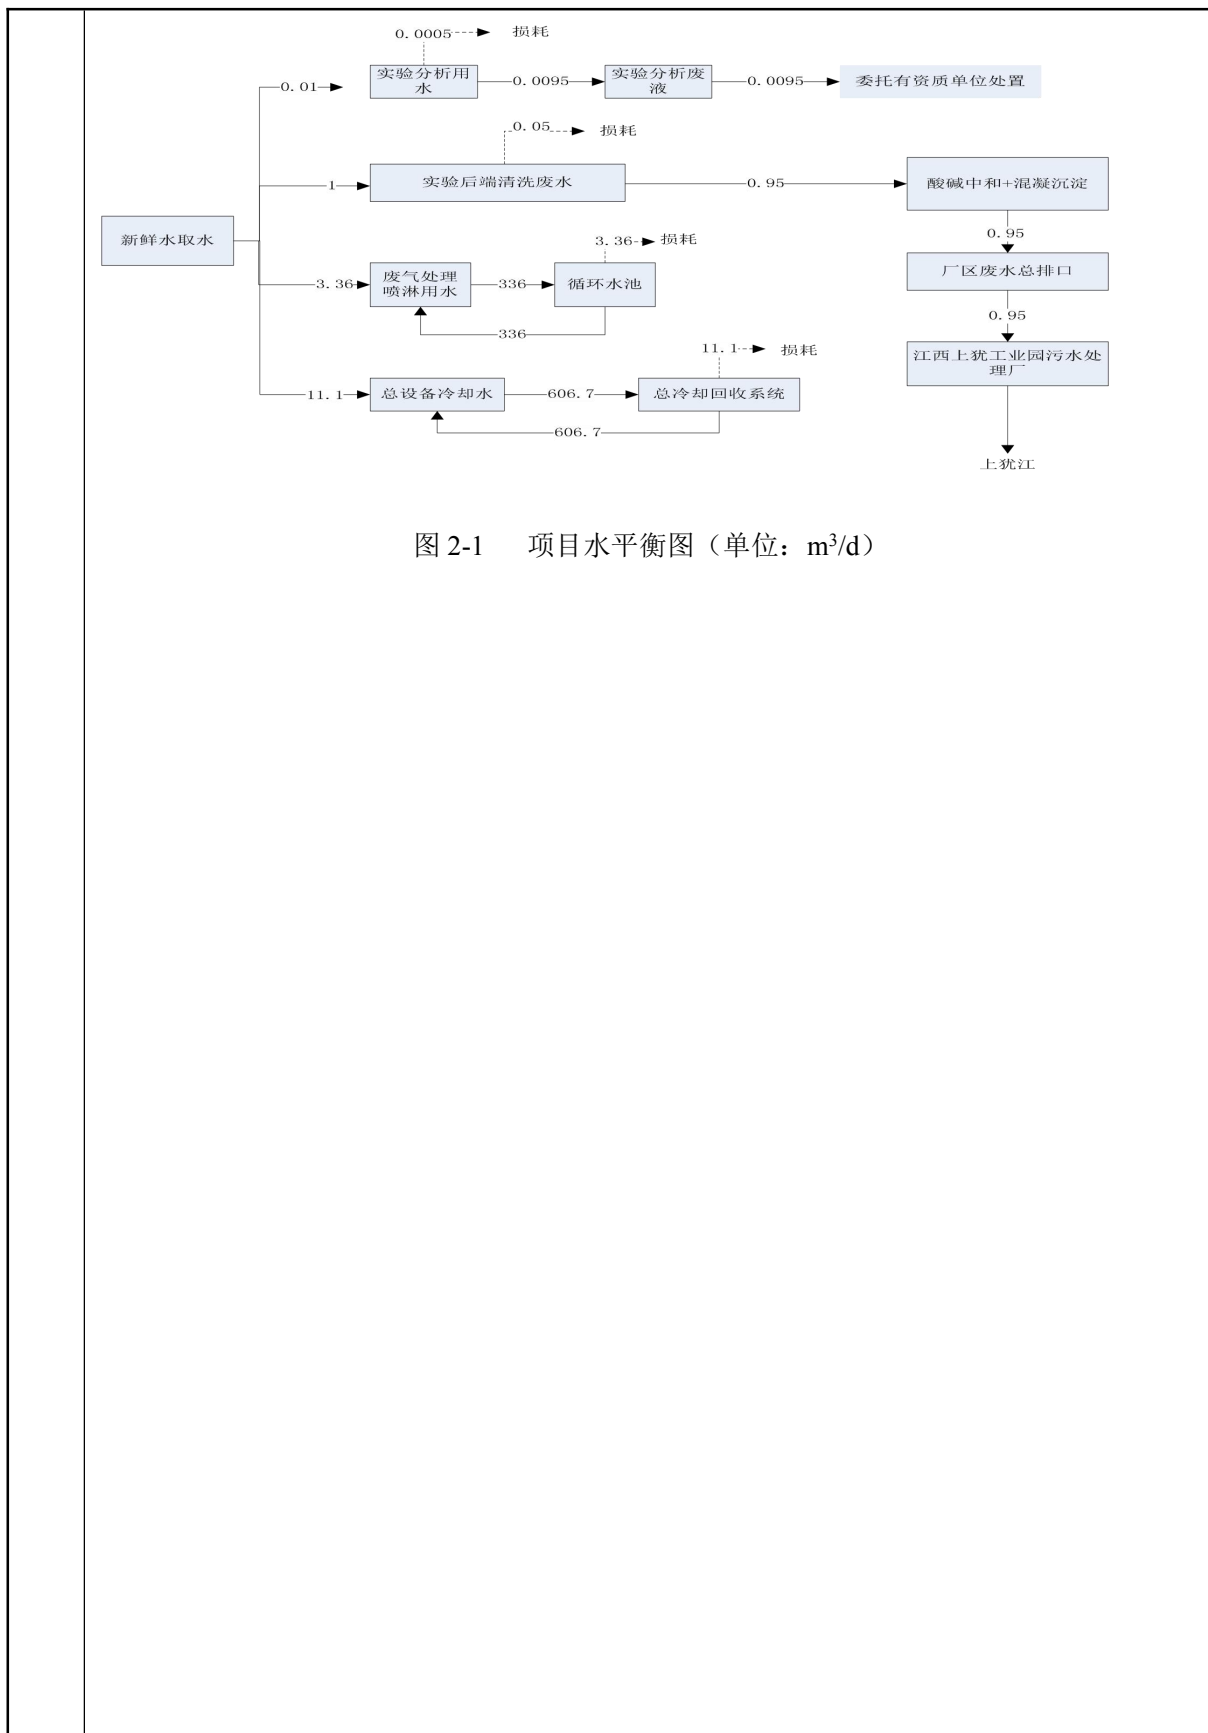 0.0005
损耗
实验分析用
水
0.01
0.0095
实验分析废
液
0.0095
委托有资质单位处置
0.05
损耗
1
实验后端清洗废水
0.95
酸碱中和+混凝沉淀
新鲜水取水
0.95
3.36
损耗
3.36
废气处理
喷淋用水
336
循环水池
厂区废水总排口
336
0.95
11.1
损耗
江西上犹工业园污水处
理厂
11.1
总设备冷却水
606.7
总冷却回收系统
606.7
上犹江
图 2-1 项目水平衡图（单位：m³/d）